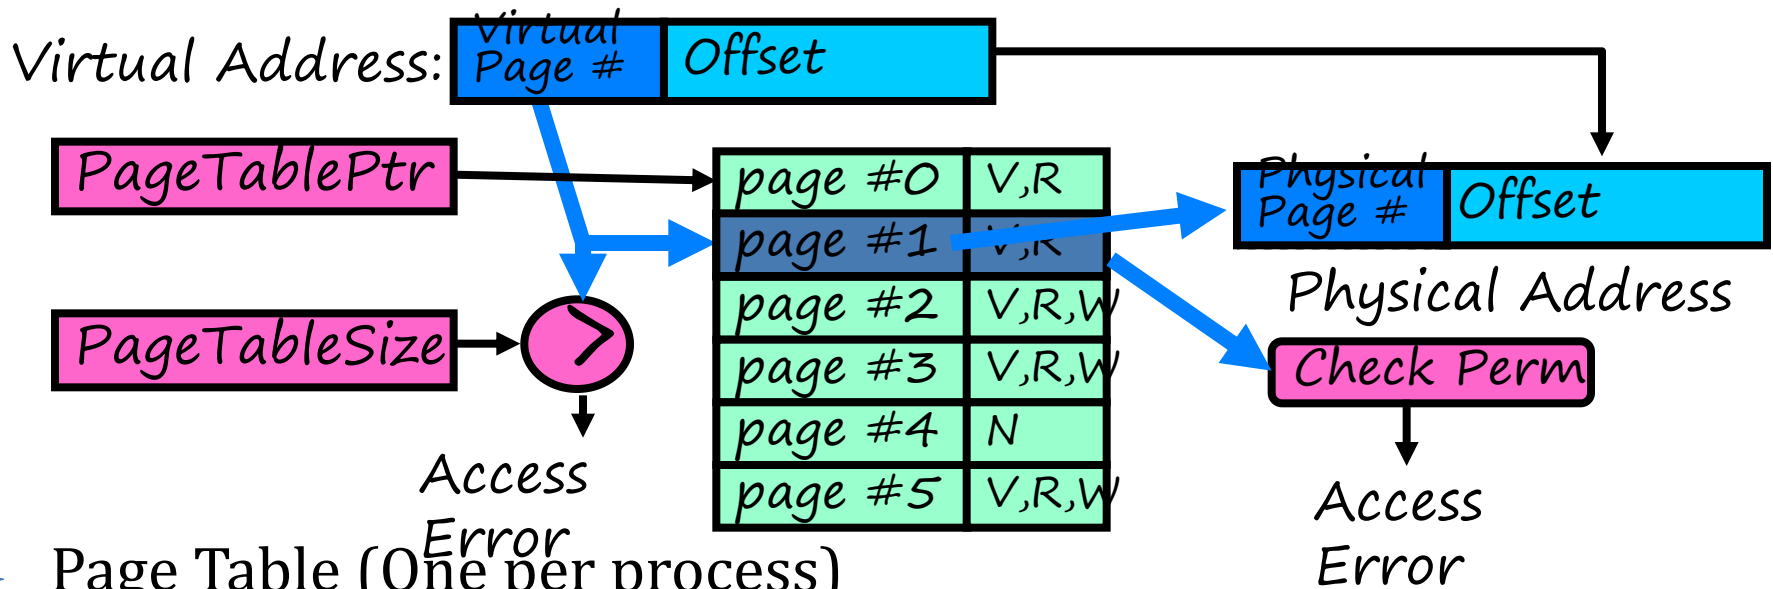 Virtual Address:
Virtual
Page #
Offset
PageTablePtr
PageTableSize
>
Access
Error
page #0 V,R
page #1 V,R
page #2 V,R,W
page #3 V,R,W
page #4 N
page #5 V,R,W
Physical
Page #
Offset
Physical Address
Check Perm
Access
Error
Page Table (One per process)